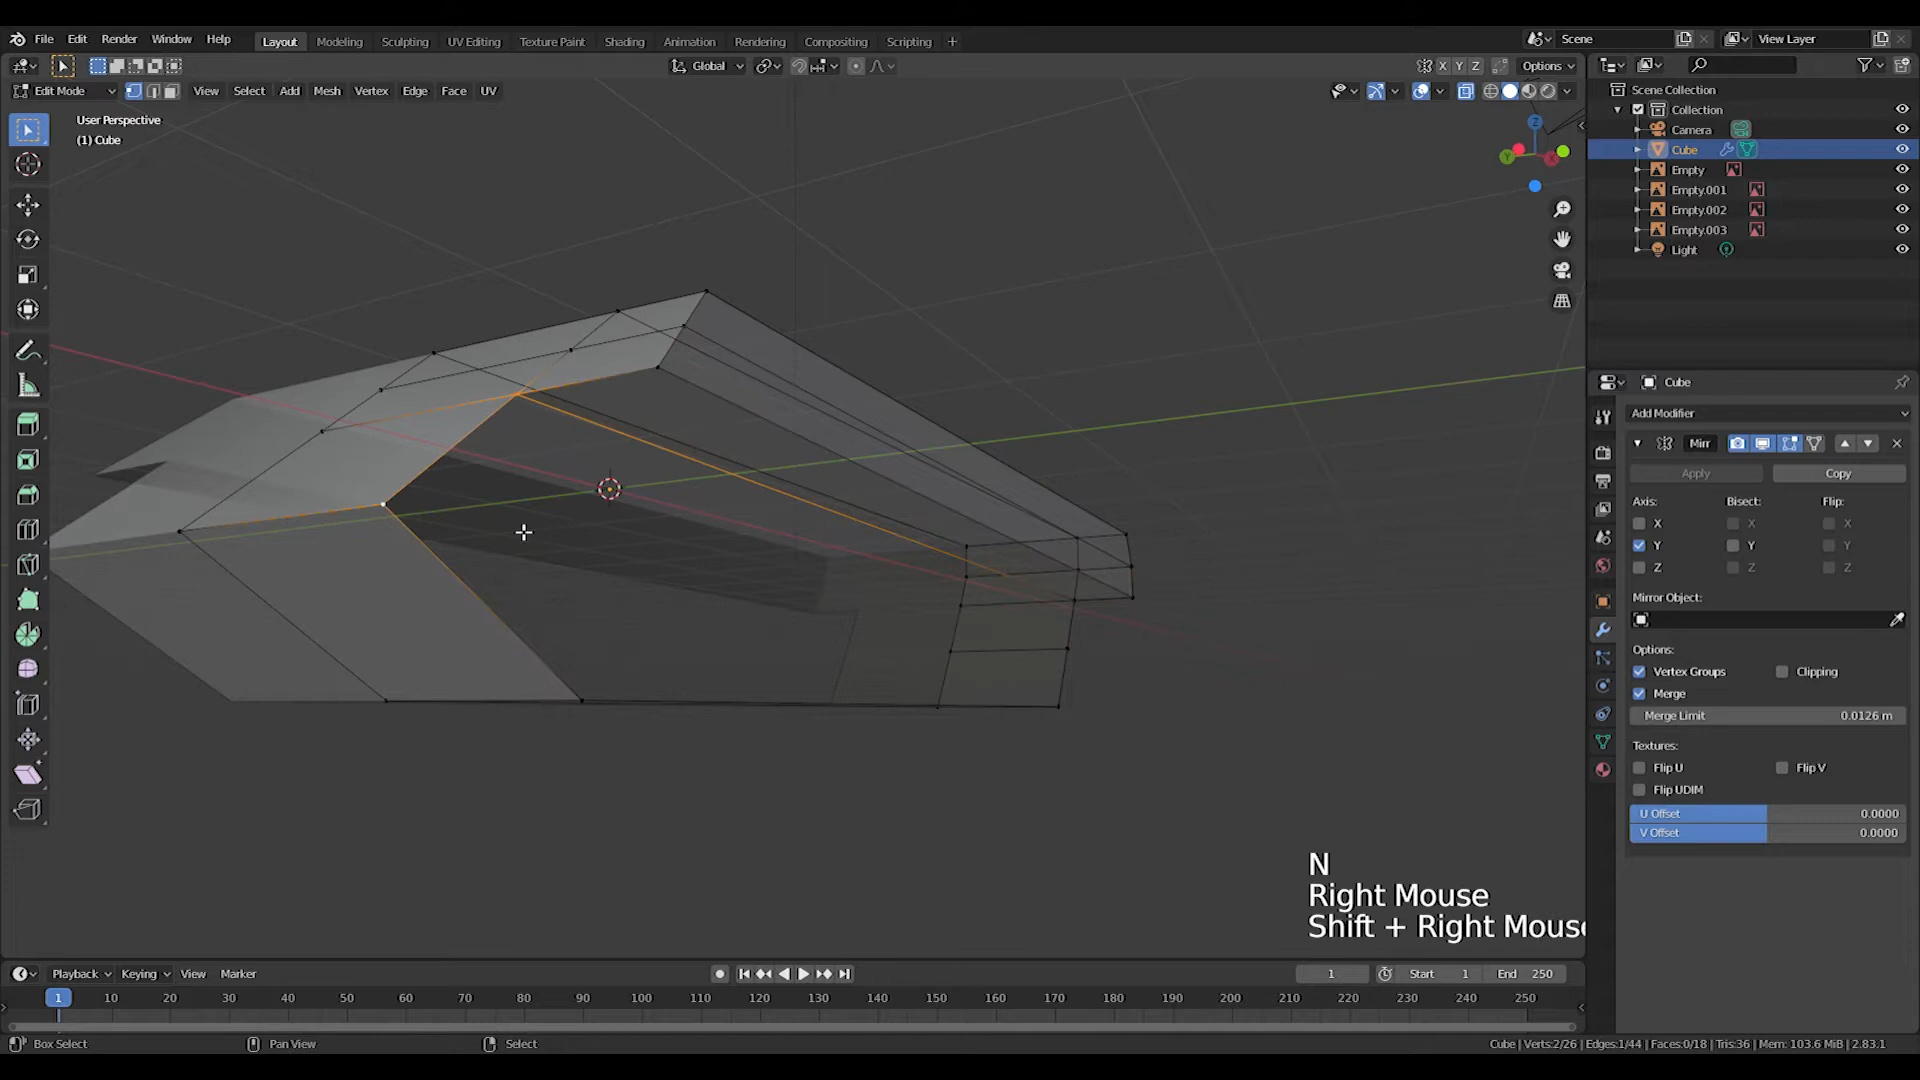 File Edit Render Window Help Layout Modeling Sculpting UV Editing Texture Paint Shading Animation Rendering Compositing Scripting + Scene View Layer
Global X Y Z Options
Edit Mode View Select Add Mesh Vertex Edge Face UV
User Perspective
(1) Cube
Scene Collection
Collection
Camera
Cube
Empty
Empty.001
Empty.002
Empty.003
Light
Z
Y
X
Cube
Add Modifier
Mirr
Apply Copy
Axis: Bisect: Flip:
X X X
Y Y Y
Z Z Z
Mirror Object:
Options:
Vertex Groups Clipping
Merge
Merge Limit 0.0126 m
Textures:
Flip U Flip V
Flip UDIM
U Offset 0.0000
V Offset 0.0000
N
Right Mouse
Shift + Right Mouse
Playback Keying View Marker 1 Start 1 End 250
1 10 20 30 40 50 60 70 80 90 100 110 120 130 140 150 160 170 180 190 200 210 220 230 240 250
Box Select Pan View Select Cube | Verts:2/26 | Edges:1/44 | Faces:0/18 | Tris:36 | Mem: 103.6 MiB | 2.83.1